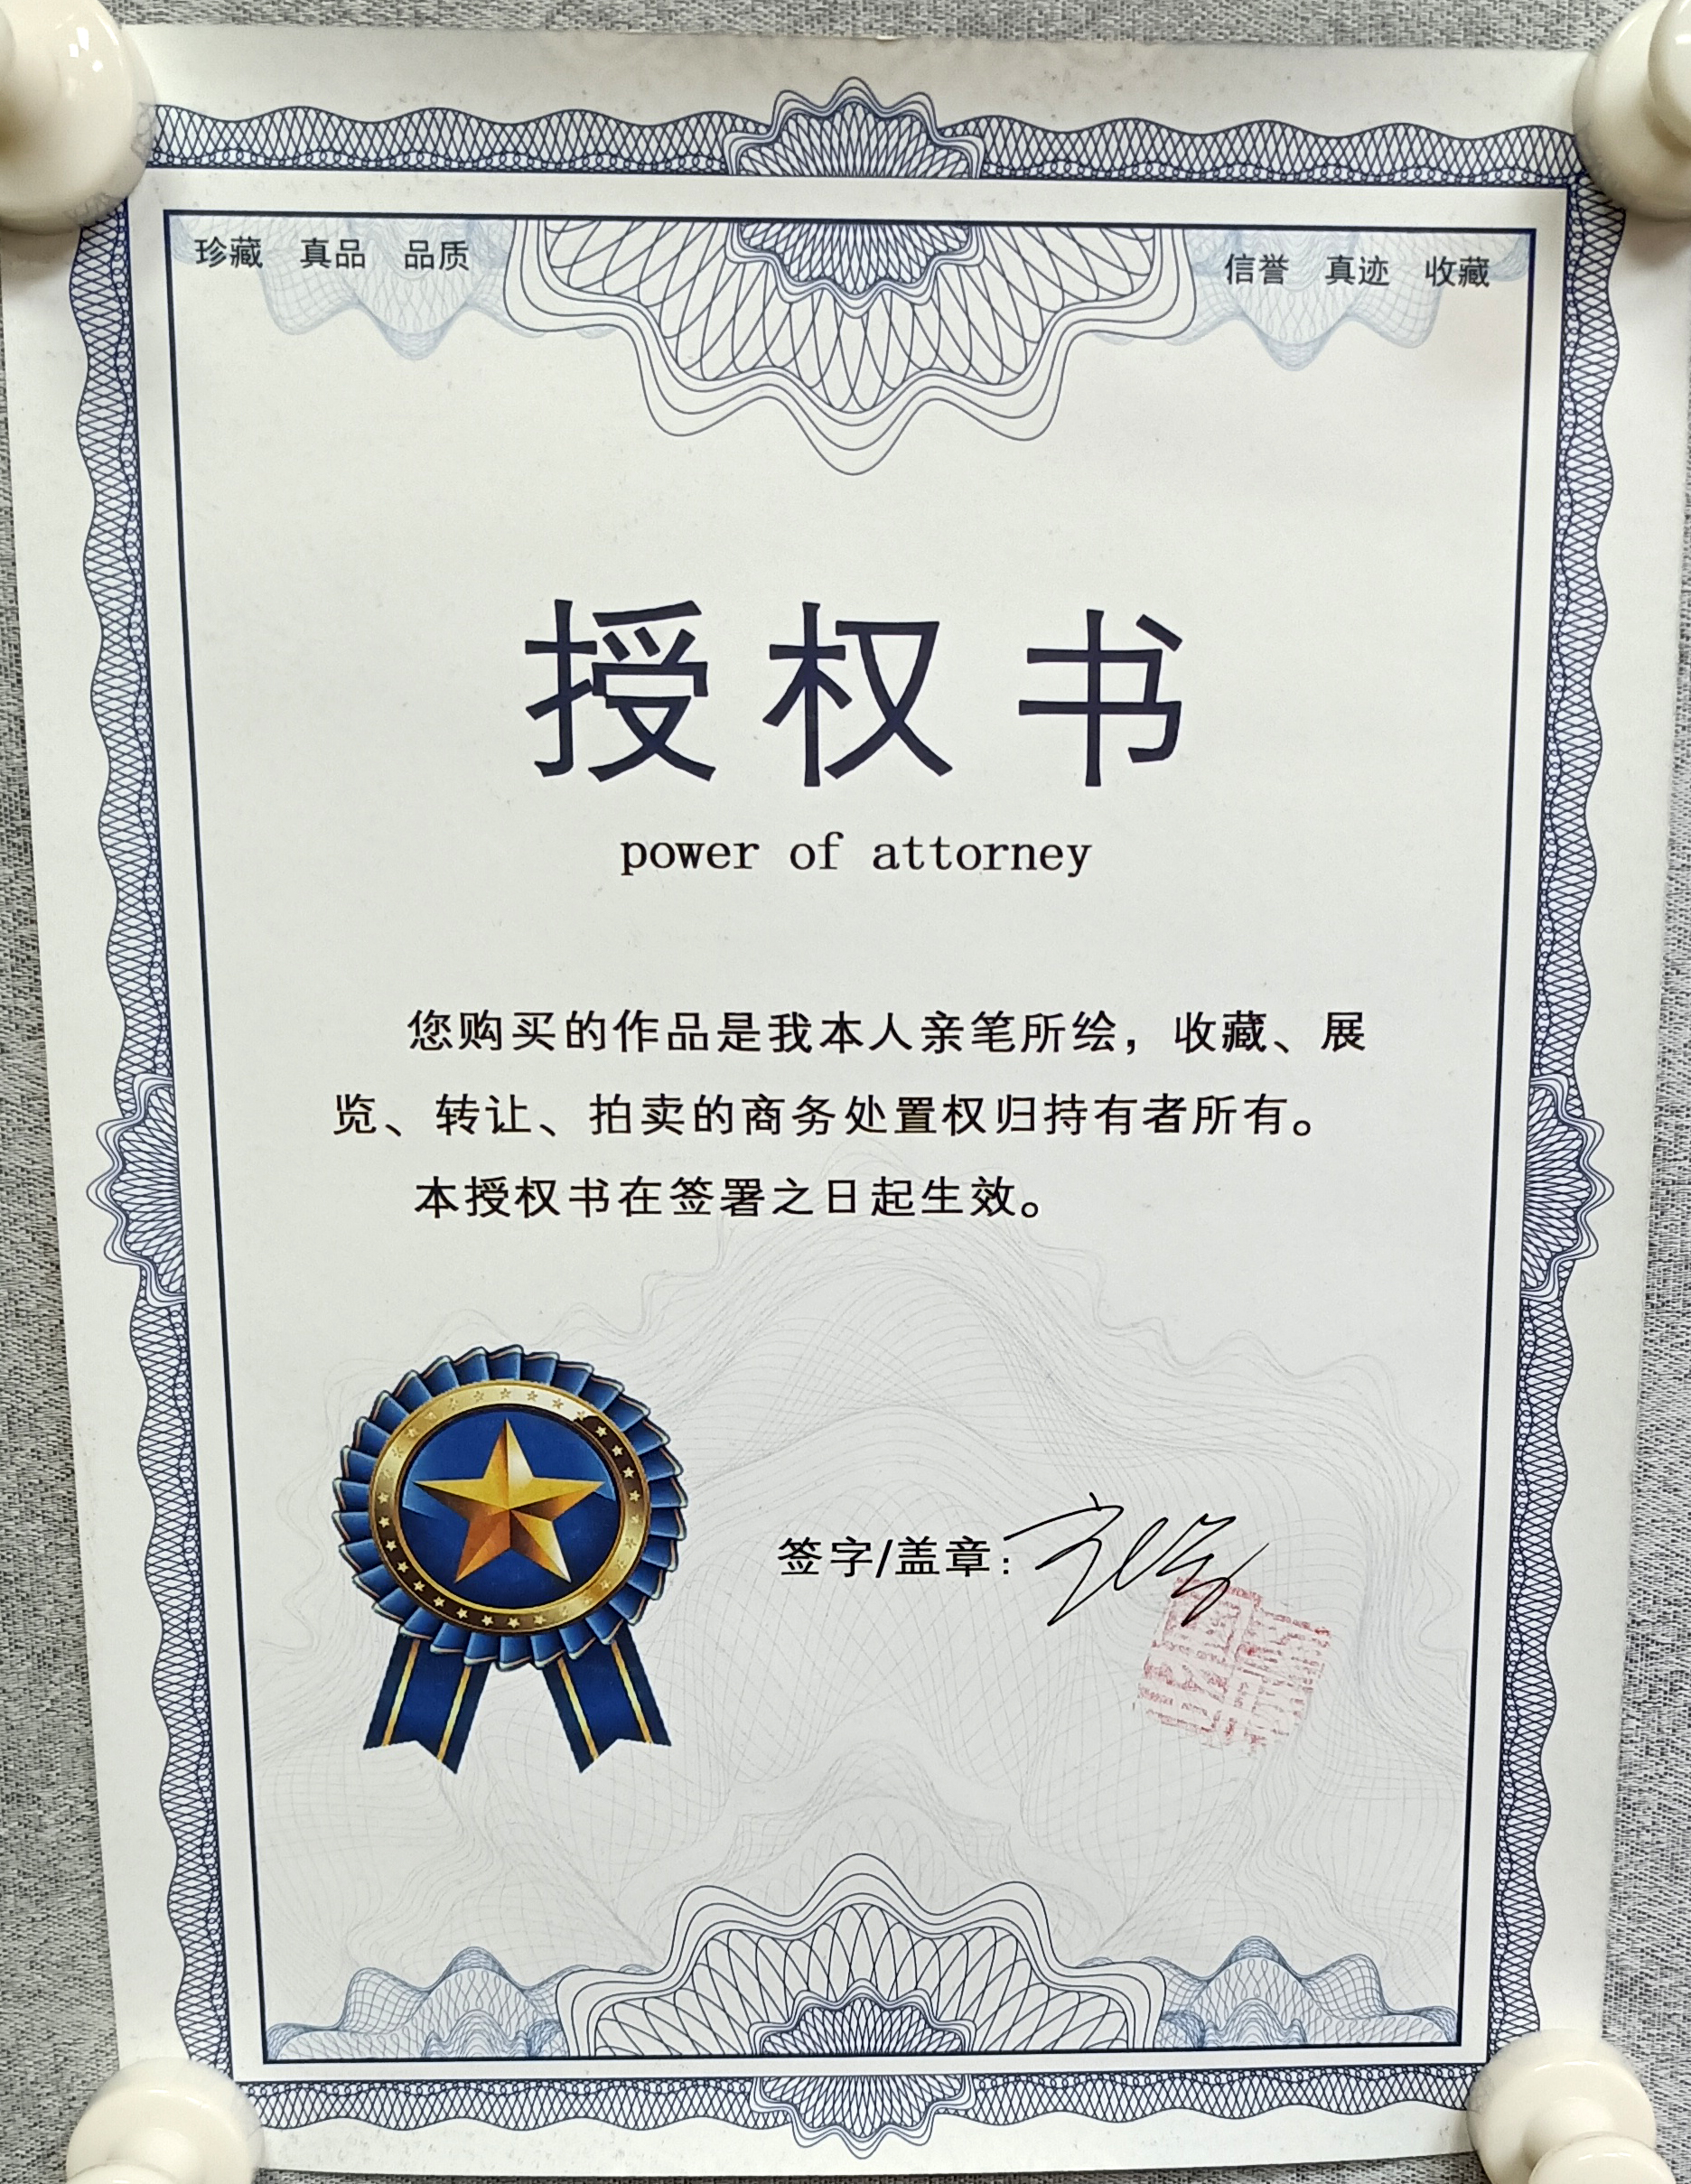 珍藏 真品 品质
信誉 真迹 收藏
授权书
power of attorney
您购买的作品是我本人亲笔所绘，收藏、展
览、转让、拍卖的商务处置权归持有者所有。
本授权书在签署之日起生效。
签字/盖章：